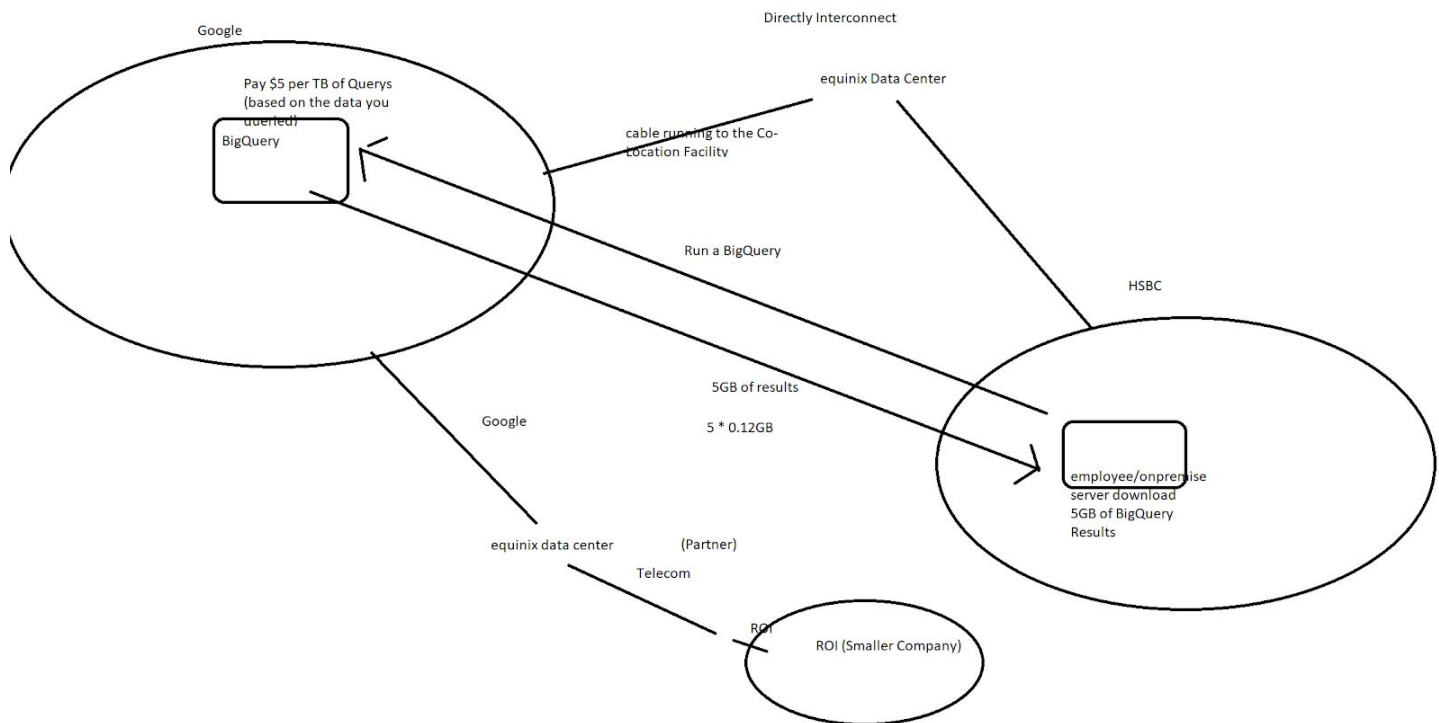 Directly Interconnect
Google
equinix Data Center
Pay $5 per TB of Querys
(based on the data you
queried)
BigQuery
cable running to the Co-
Location Facility
Run a BigQuery
HSBC
5GB of results
5 * 0.12GB
Google
employee/onpremise
server download
5GB of BigQuery
Results
equinix data center
(Partner)
Telecom
ROI
ROI (Smaller Company)